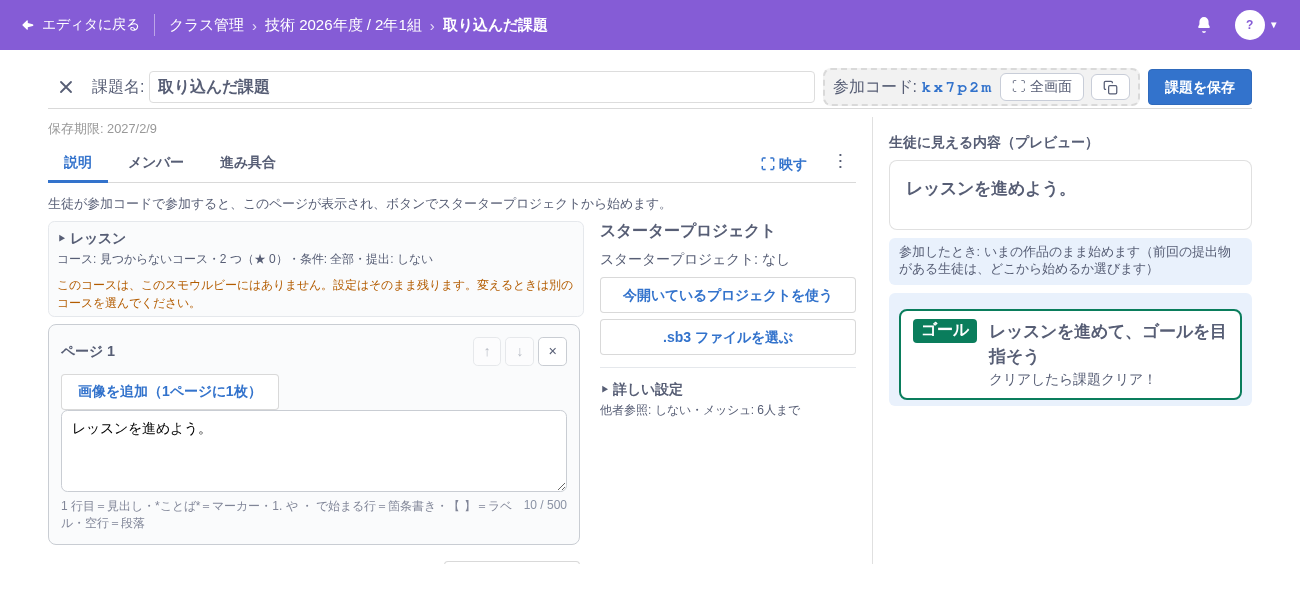 エディタに戻る
クラス管理 › 技術 2026年度 / 2年1組 › 取り込んだ課題
?
課題名: 取り込んだ課題
参加コード: kx7p2m
全画面
課題を保存
保存期限: 2027/2/9
説明
メンバー
進み具合
映す
生徒が参加コードで参加すると、このページが表示され、ボタンでスタータープロジェクトから始めます。
レッスン
コース: 見つからないコース・2 つ（★ 0）・条件: 全部・提出: しない
このコースは、このスモウルビーにはありません。設定はそのまま残ります。変えるときは別の
コースを選んでください。
ページ 1
↑
↓
×
画像を追加（1ページに1枚）
レッスンを進めよう。
1 行目＝見出し・*ことば*＝マーカー・1. や ・ で始まる行＝箇条書き・【 】＝ラベ
ル・空行＝段落
10 / 500
スタータープロジェクト
スタータープロジェクト: なし
今開いているプロジェクトを使う
.sb3 ファイルを選ぶ
詳しい設定
他者参照: しない・メッシュ: 6人まで
生徒に見える内容（プレビュー）
レッスンを進めよう。
参加したとき: いまの作品のまま始めます（前回の提出物
がある生徒は、どこから始めるか選びます）
ゴール
レッスンを進めて、ゴールを目
指そう
クリアしたら課題クリア！